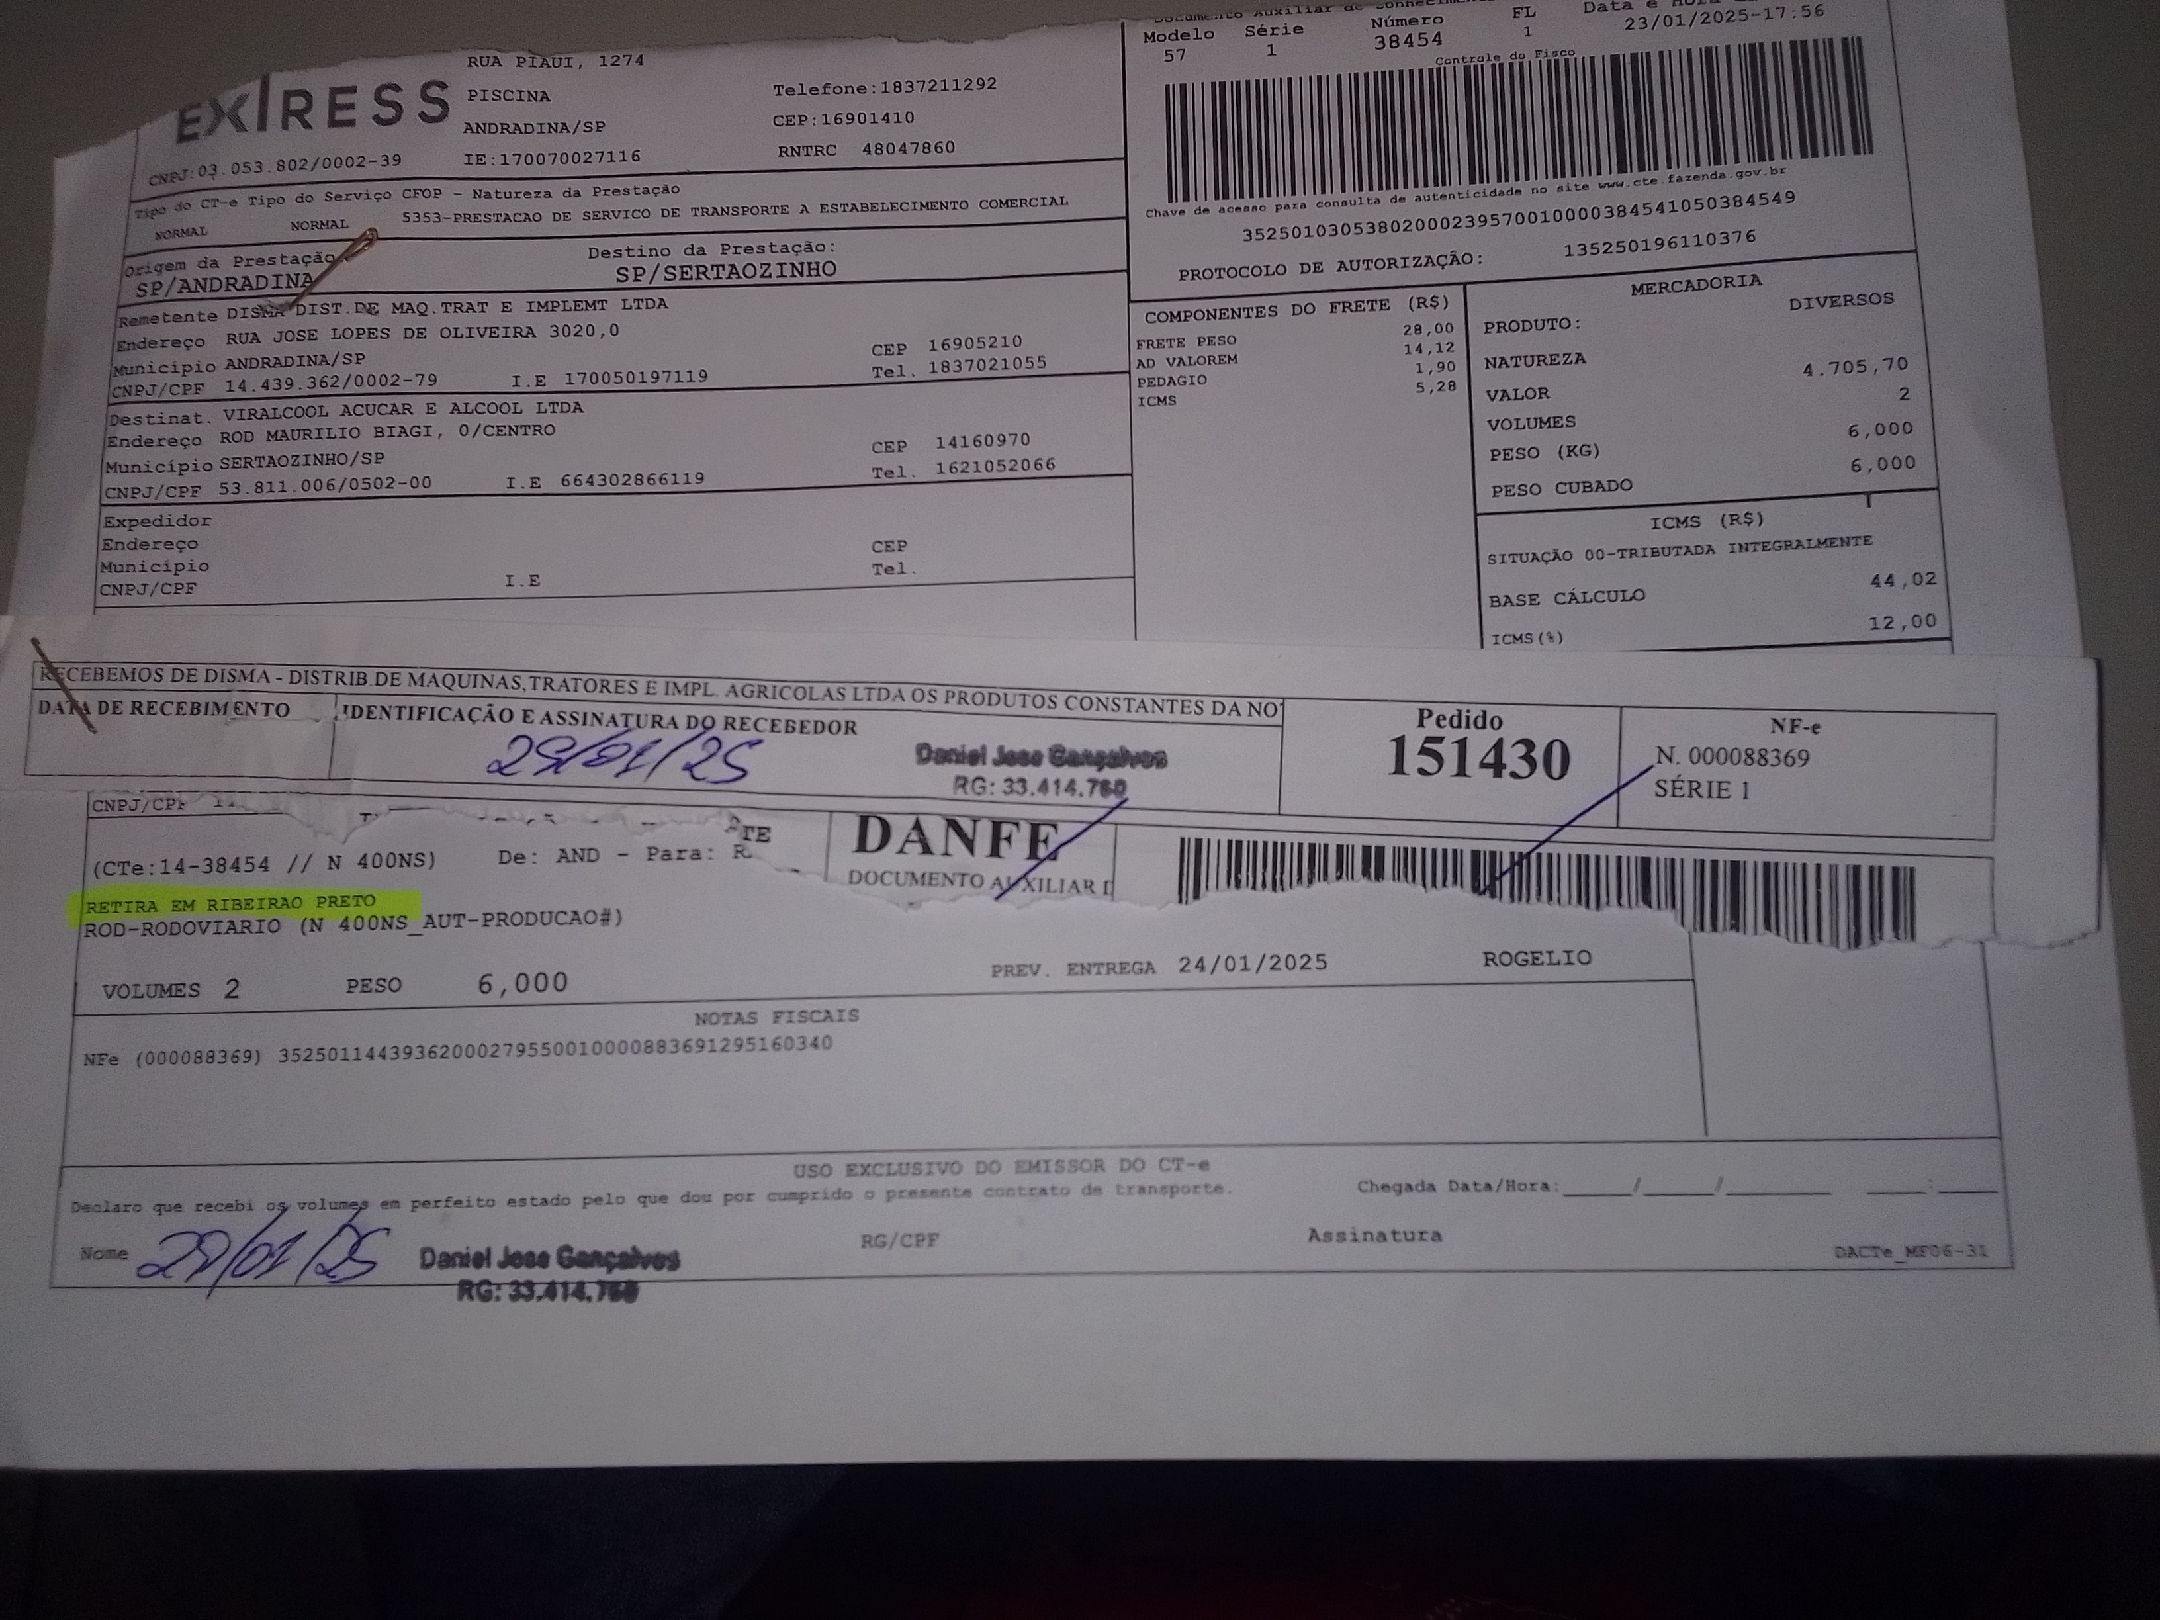 RUA PIAUI, 1274
EXPRESS
PISCINA
Telefone:1837211292
ANDRADINA/SP
CEP:16901410
CNPJ:03.053.802/0002-39
IE:170070027116
RNTRC 48047860
Tipo do CT-e Tipo do Serviço CFOP - Natureza da Prestação
NORMAL NORMAL 5353-PRESTACAO DE SERVICO DE TRANSPORTE A ESTABELECIMENTO COMERCIAL
Origem da Prestação
Destino da Prestação:
SP/ANDRADINA
SP/SERTAOZINHO
Remetente DISMA DIST.DE MAQ.TRAT E IMPLEMT LTDA
Endereço RUA JOSE LOPES DE OLIVEIRA 3020,0
Município ANDRADINA/SP
CEP 16905210
CNPJ/CPF 14.439.362/0002-79 I.E 170050197119
Tel. 1837021055
Destinat. VIRALCOOL ACUCAR E ALCOOL LTDA
Endereço ROD MAURILIO BIAGI, 0/CENTRO
Município SERTAOZINHO/SP
CEP 14160970
CNPJ/CPF 53.811.006/0502-00 I.E 664302866119
Tel. 1621052066
Expedidor
Endereço
Município
CEP
CNPJ/CPF I.E
Tel.
Documento Auxiliar de
Modelo Série Número FL Data e Hora
57 1 38454 1 23/01/2025-17:56
Controle do Fisco
Chave de acesso para consulta de autenticidade no site www.cte.fazenda.gov.br
35250103053802000239570010000384541050384549
PROTOCOLO DE AUTORIZAÇÃO: 135250196110376
COMPONENTES DO FRETE (R$)
FRETE PESO 28,00
AD VALOREM 14,12
PEDAGIO 1,90
ICMS 5,28
MERCADORIA
PRODUTO: DIVERSOS
NATUREZA
VALOR 4.705,70
VOLUMES 2
PESO (KG) 6,000
PESO CUBADO 6,000
ICMS (R$)
SITUAÇÃO 00-TRIBUTADA INTEGRALMENTE
BASE CÁLCULO 44,02
ICMS(%) 12,00
RECEBEMOS DE DISMA - DISTRIB.DE MAQUINAS,TRATORES E IMPL. AGRICOLAS LTDA OS PRODUTOS CONSTANTES DA NO
DATA DE RECEBIMENTO
IDENTIFICAÇÃO E ASSINATURA DO RECEBEDOR
29/01/25
Daniel Jose Gonçalves
RG: 33.414.760
Pedido
151430
NF-e
N. 000088369
SÉRIE 1
CNPJ/CPF
DANFE
DOCUMENTO AUXILIAR D
(CTe:14-38454 // N 400NS) De: AND - Para: R
RETIRA EM RIBEIRAO PRETO
ROD-RODOVIARIO (N 400NS_AUT-PRODUCAO#)
VOLUMES 2 PESO 6,000
PREV. ENTREGA 24/01/2025 ROGELIO
NOTAS FISCAIS
NFe (000088369) 35250114439362000279550010000883691295160340
USO EXCLUSIVO DO EMISSOR DO CT-e
Declaro que recebi os volumes em perfeito estado pelo que dou por cumprido o presente contrato de transporte.
Chegada Data/Hora:_____/_____/_______ ____:____
Nome 29/01/25
Daniel Jose Gonçalves
RG: 33.414.760
RG/CPF
Assinatura
DACTe_MF06-31